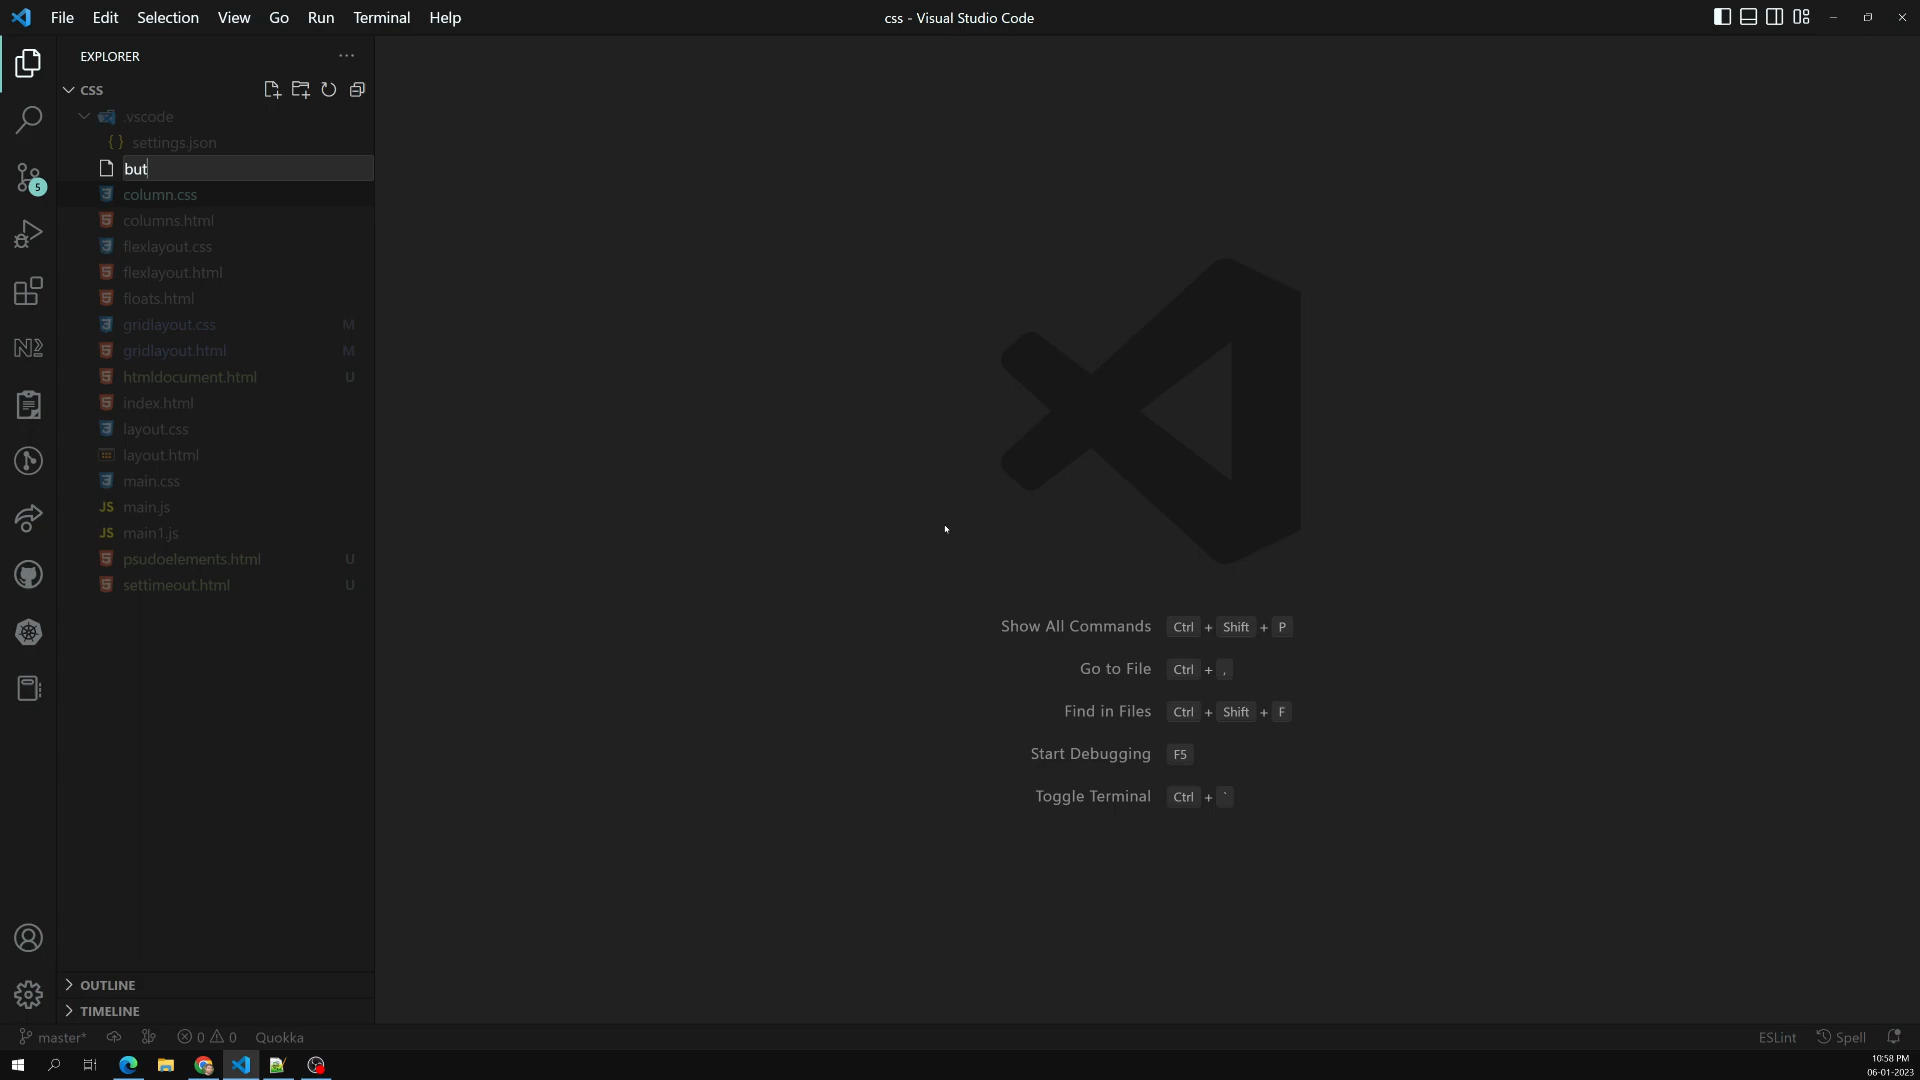 File Edit Selection View Go Run Terminal Help
css - Visual Studio Code
EXPLORER
CSS
.vscode
{ } settings.json
but
column.css
columns.html
flexlayout.css
flexlayout.html
floats.html
gridlayout.css M
gridlayout.html M
htmldocument.html U
index.html
layout.css
layout.html
main.css
JS main.js
JS main1.js
psudoelements.html U
settimeout.html U
5
Show All Commands Ctrl + Shift + P
Go to File Ctrl + ,
Find in Files Ctrl + Shift + F
Start Debugging F5
Toggle Terminal Ctrl + `
OUTLINE
TIMELINE
master* 0 0 Quokka
ESLint Spell
10:58 PM
06-01-2023